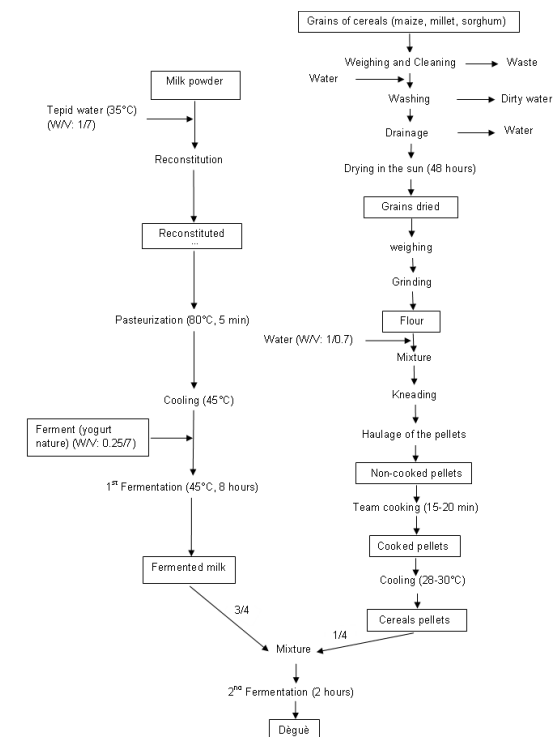 Milk powder
Tepid water (35°C)
(W/V: 1/7)
Reconstitution
Reconstituted
...
Pasteurization (80°C, 5 min)
Cooling (45°C)
Ferment (yogurt
nature) (W/V: 0.25/7)
1st Fermentation (45°C, 8 hours)
Fermented milk
3/4
Grains of cereals (maize, millet, sorghum)
Weighing and Cleaning
Waste
Water
Washing
Dirty water
Drainage
Water
Drying in the sun (48 hours)
Grains dried
weighing
Grinding
Flour
Water (W/V: 1/0.7)
Mixture
Kneading
Haulage of the pellets
Non-cooked pellets
Team cooking (15-20 min)
Cooked pellets
Cooling (28-30°C)
Cereals pellets
1/4
Mixture
2nd Fermentation (2 hours)
Dèguè